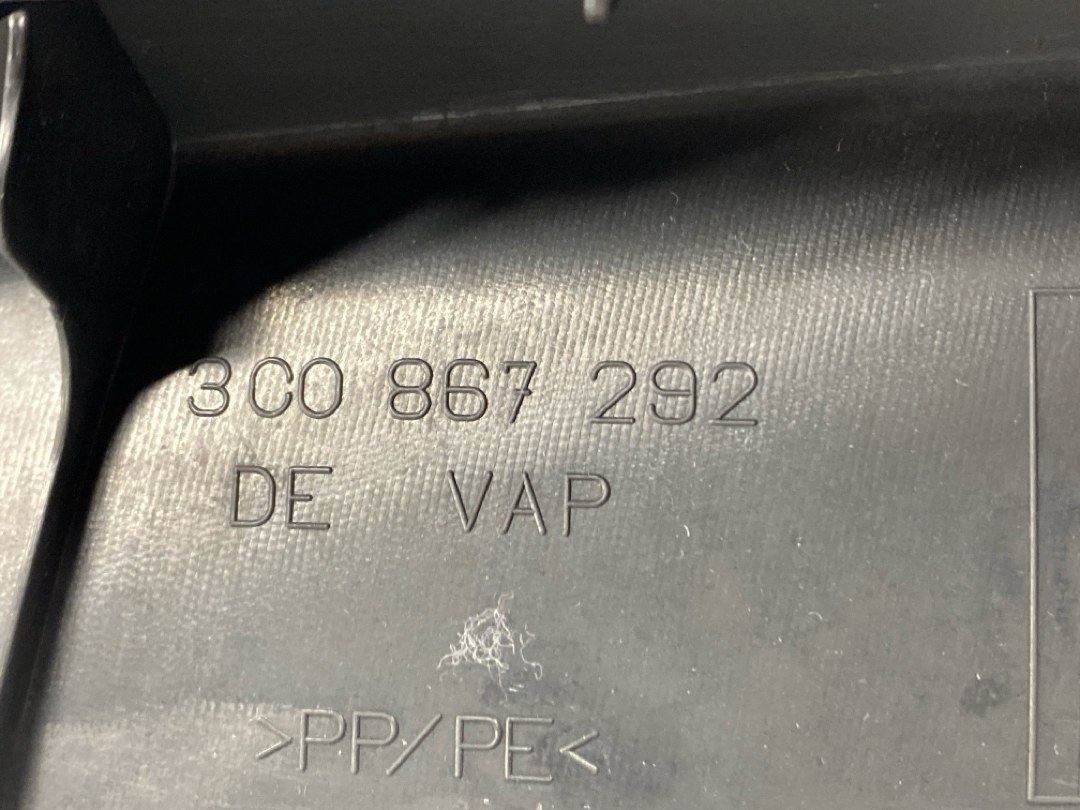 3C0 867 292
DE VAP
>PP/PE<